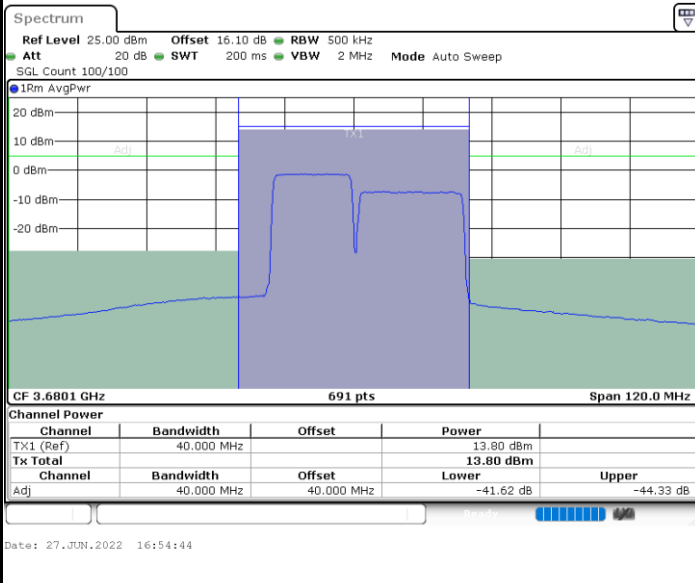 Spectrum
Ref Level 25.00 dBm Offset 16.10 dB RBW 500 kHz
Att 20 dB SWT 200 ms VBW 2 MHz Mode Auto Sweep
SGL Count 100/100
1Rm AvgPwr
20 dBm
TX1
10 dBm
Adj Adj
0 dBm
-10 dBm
-20 dBm
CF 3.6801 GHz 691 pts Span 120.0 MHz
Channel Power
Channel Bandwidth Offset Power
TX1 (Ref) 40.000 MHz 13.80 dBm
Tx Total 13.80 dBm
Channel Bandwidth Offset Lower Upper
Adj 40.000 MHz 40.000 MHz -41.62 dB -44.33 dB
Ready
Date: 27.JUN.2022 16:54:44